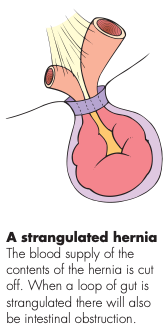 A strangulated hernia
The blood supply of the
contents of the hernia is cut
off. When a loop of gut is
strangulated there will also
be intestinal obstruction.